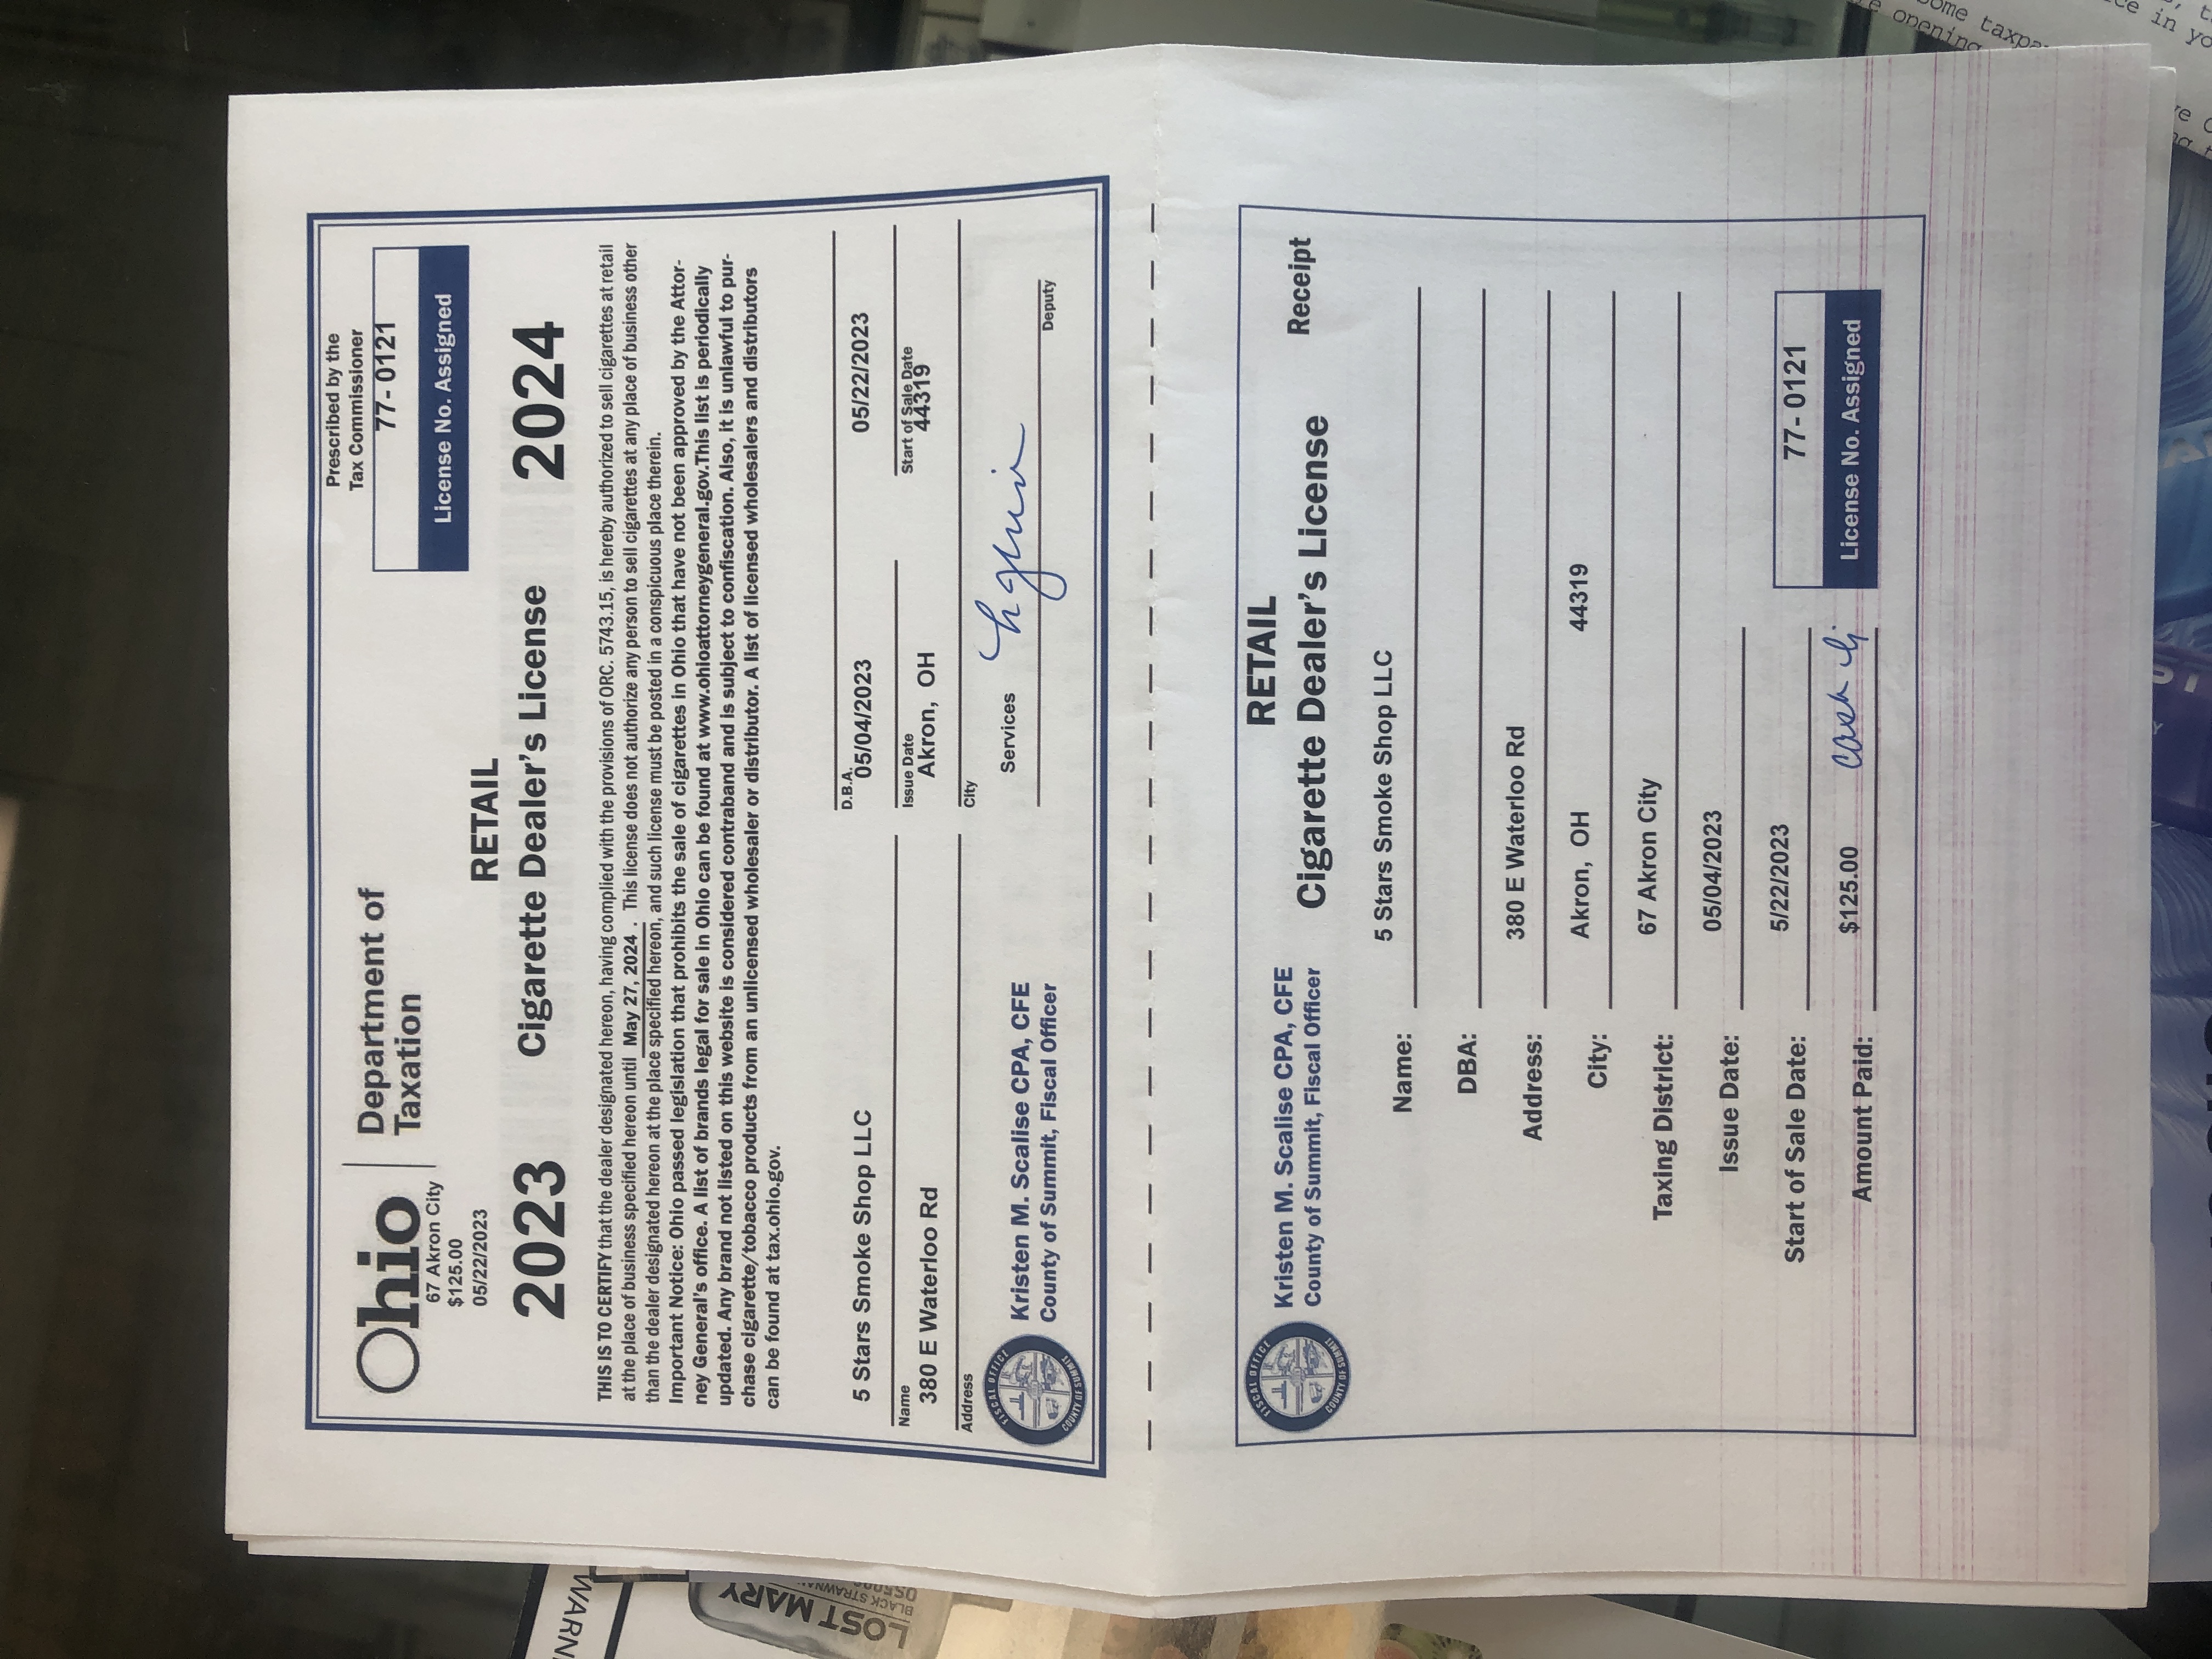 Ohio | Department of
Taxation
67 Akron City
$125.00
05/22/2023
Prescribed by the
Tax Commissioner
77- 0121
License No. Assigned
RETAIL
2023 Cigarette Dealer's License 2024
THIS IS TO CERTIFY that the dealer designated hereon, having complied with the provisions of ORC. 5743.15, is hereby authorized to sell cigarettes at retail
at the place of business specified hereon until May 27, 2024 . This license does not authorize any person to sell cigarettes at any place of business other
than the dealer designated hereon at the place specified hereon, and such license must be posted in a conspicuous place therein.
Important Notice: Ohio passed legislation that prohibits the sale of cigarettes in Ohio that have not been approved by the Attor-
ney General's office. A list of brands legal for sale in Ohio can be found at www.ohioattorneygeneral.gov.This list is periodically
updated. Any brand not listed on this website is considered contraband and is subject to confiscation. Also, it is unlawful to pur-
chase cigarette/tobacco products from an unlicensed wholesaler or distributor. A list of licensed wholesalers and distributors
can be found at tax.ohio.gov.
5 Stars Smoke Shop LLC
Name
D.B.A.
380 E Waterloo Rd
Address
05/04/2023 05/22/2023
Issue Date Start of Sale Date
Akron, OH 44319
City
Kristen M. Scalise CPA, CFE
County of Summit, Fiscal Officer
FISCAL OFFICE
COUNTY OF SUMMIT
Services
Deputy
RETAIL
Kristen M. Scalise CPA, CFE
County of Summit, Fiscal Officer
FISCAL OFFICE
COUNTY OF SUMMIT
Cigarette Dealer's License Receipt
Name: 5 Stars Smoke Shop LLC
DBA:
Address: 380 E Waterloo Rd
City: Akron, OH 44319
Taxing District: 67 Akron City
Issue Date: 05/04/2023
Start of Sale Date: 5/22/2023
Amount Paid: $125.00 cash
77- 0121
License No. Assigned
WARN
LOST MARY
some taxpa
opening
ce in yo